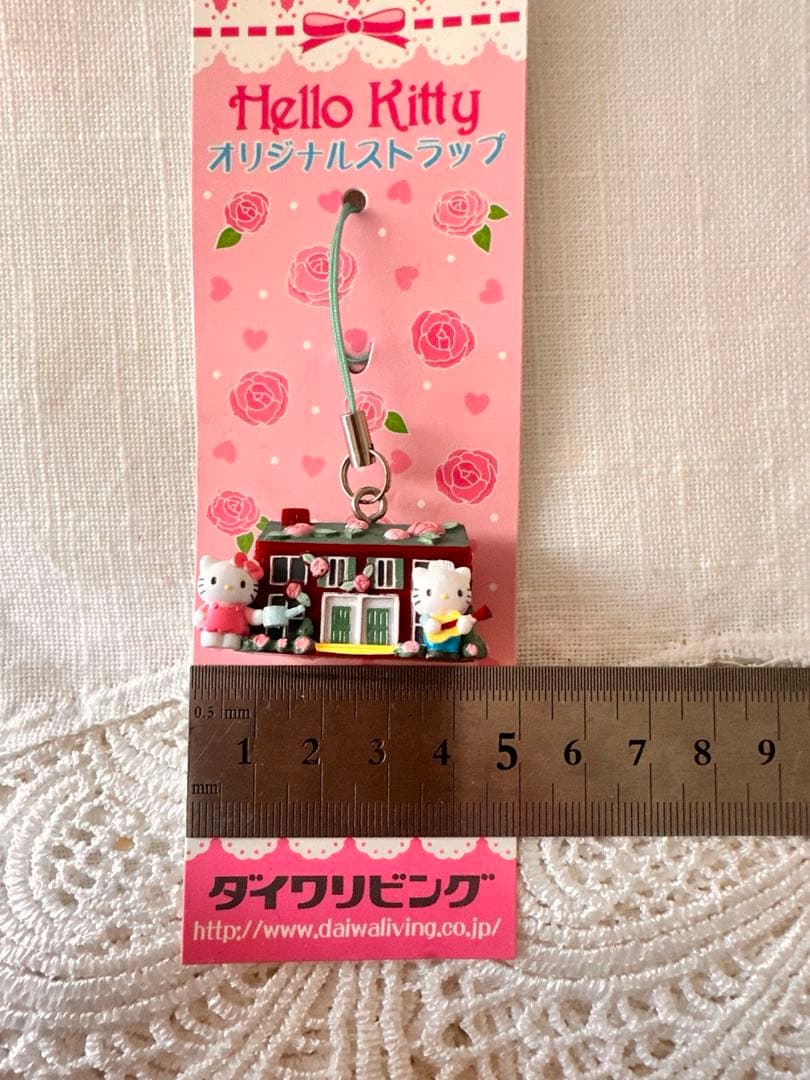 Hello Kitty
オリジナルストラップ
0.5 mm
1 2 3 4 5 6 7 8 9
mm
ダイワリビング
http://www.daiwaliving.co.jp/